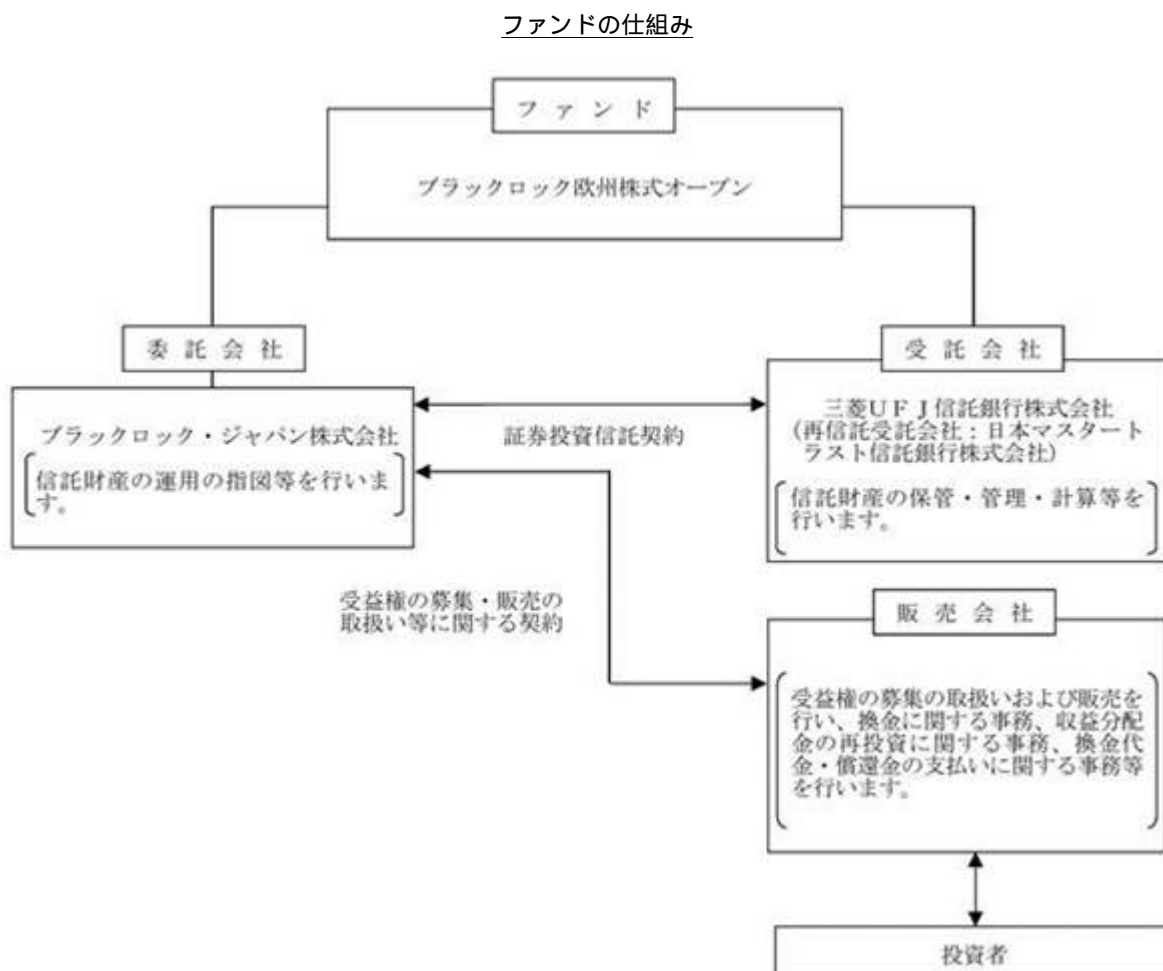 ファンドの仕組み
ファンド
ブラックロック欧州株式オープン
委託会社
ブラックロック・ジャパン株式会社
信託財産の運用の指図等を行いま
す。
証券投資信託契約
受託会社
三菱UFJ信託銀行株式会社
(再信託受託会社：日本マスタート
ラスト信託銀行株式会社)
信託財産の保管・管理・計算等を
行います。
受益権の募集・販売の
取扱い等に関する契約
販売会社
受益権の募集の取扱いおよび販売を
行い、換金に関する事務、収益分配
金の再投資に関する事務、換金代
金・償還金の支払いに関する事務等
を行います。
投資者